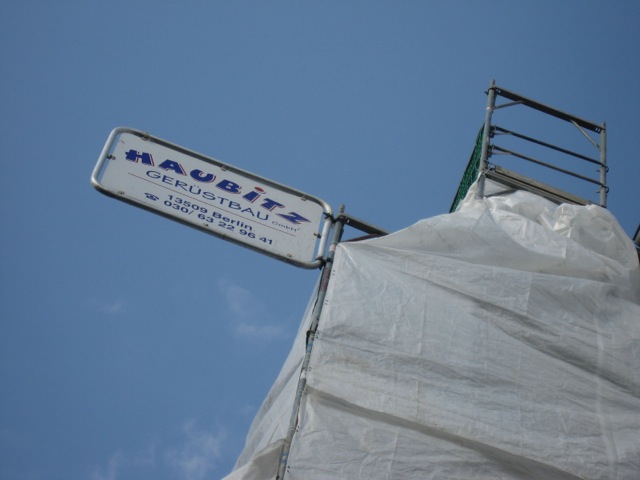 HAUBITZ
GERÜSTBAU GmbH
13509 Berlin
☎ 030/ 63 22 96 41